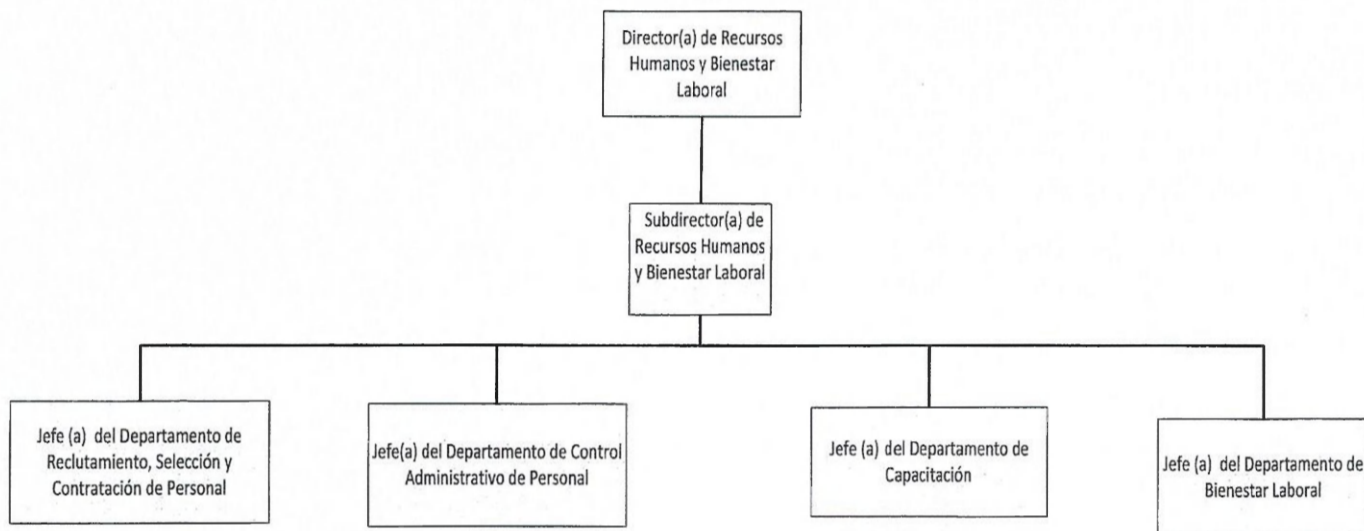 Director(a) de Recursos
Humanos y Bienestar
Laboral
Subdirector(a) de
Recursos Humanos
y Bienestar Laboral
Jefe (a) del Departamento de
Reclutamiento, Selección y
Contratación de Personal
Jefe(a) del Departamento de Control
Administrativo de Personal
Jefe (a) del Departamento de
Capacitación
Jefe (a) del Departamento de
Bienestar Laboral